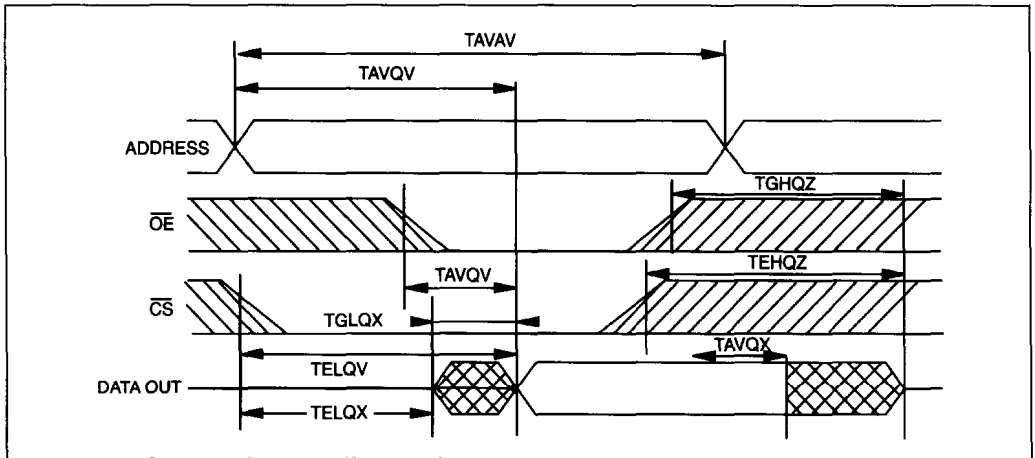 TAVAV
TAVQV
ADDRESS
TGHQZ
OE
TEHQZ
TAVQV
CS
TGLQX
TAVQX
TELQV
DATA OUT
TELQX